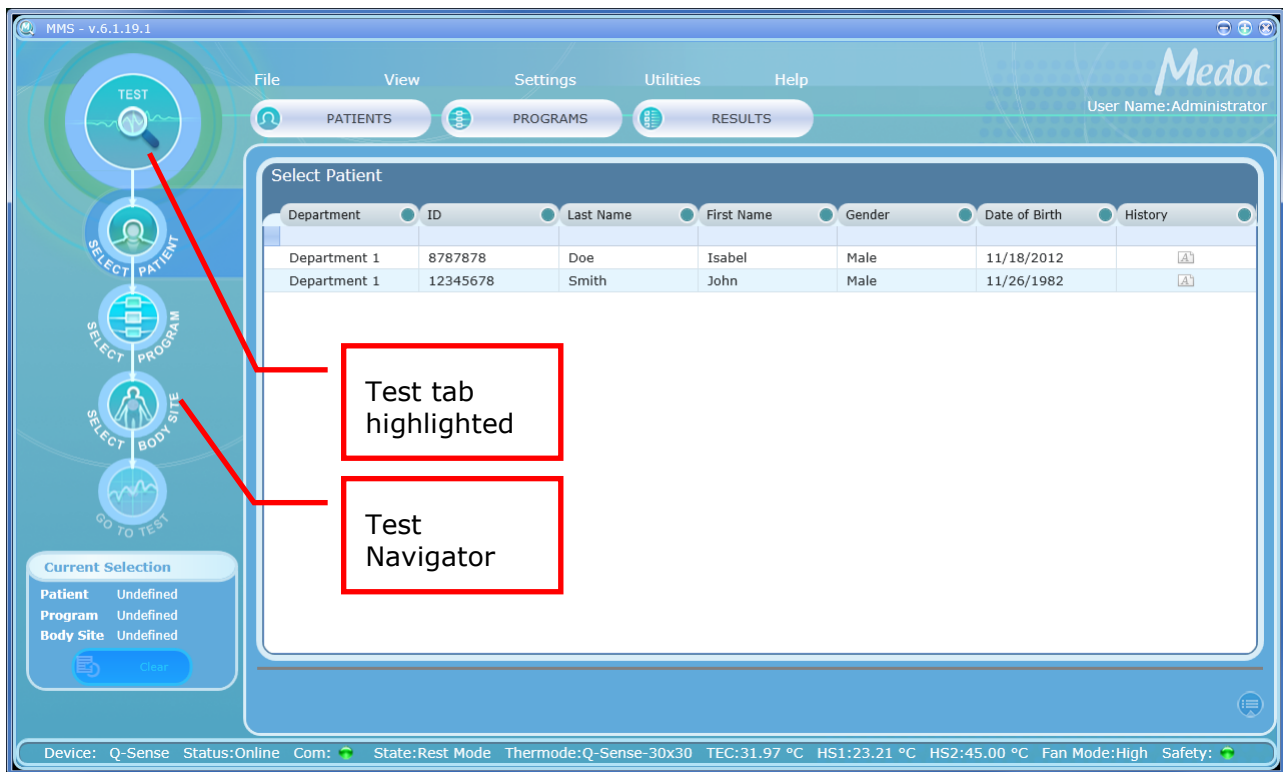 MMS - v.6.1.19.1
Medoc
File View Settings Utilities Help
User Name:Administrator
PATIENTS PROGRAMS RESULTS
TEST
SELECT PATIENT
SELECT PROGRAM
SELECT BODY SITE
GO TO TEST
Select Patient
Department ID Last Name First Name Gender Date of Birth History
Department 1 8787878 Doe Isabel Male 11/18/2012
Department 1 12345678 Smith John Male 11/26/1982
Test tab
highlighted
Test
Navigator
Current Selection
Patient Undefined
Program Undefined
Body Site Undefined
Clear
Device: Q-Sense Status:Online Com: State:Rest Mode Thermode:Q-Sense-30x30 TEC:31.97 °C HS1:23.21 °C HS2:45.00 °C Fan Mode:High Safety: